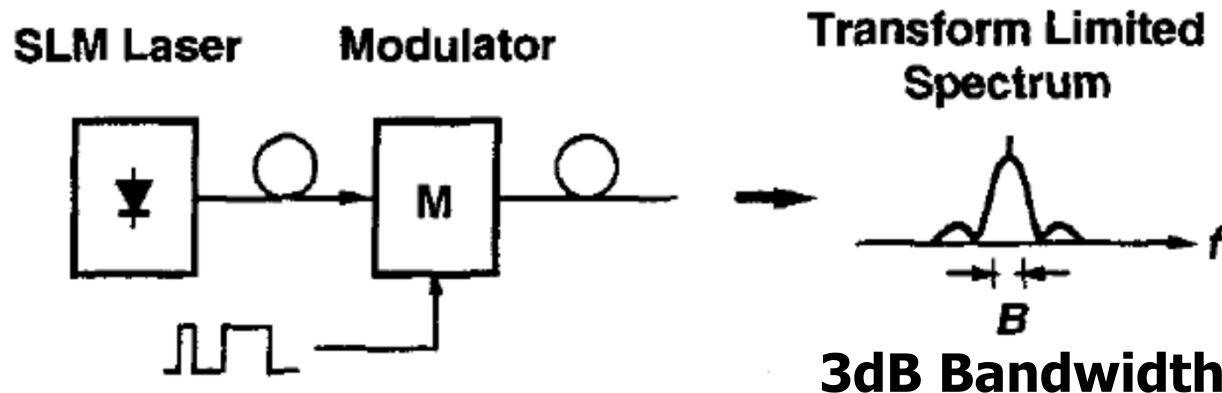 SLM Laser
Modulator
Transform Limited
Spectrum
M
f
B
3dB Bandwidth